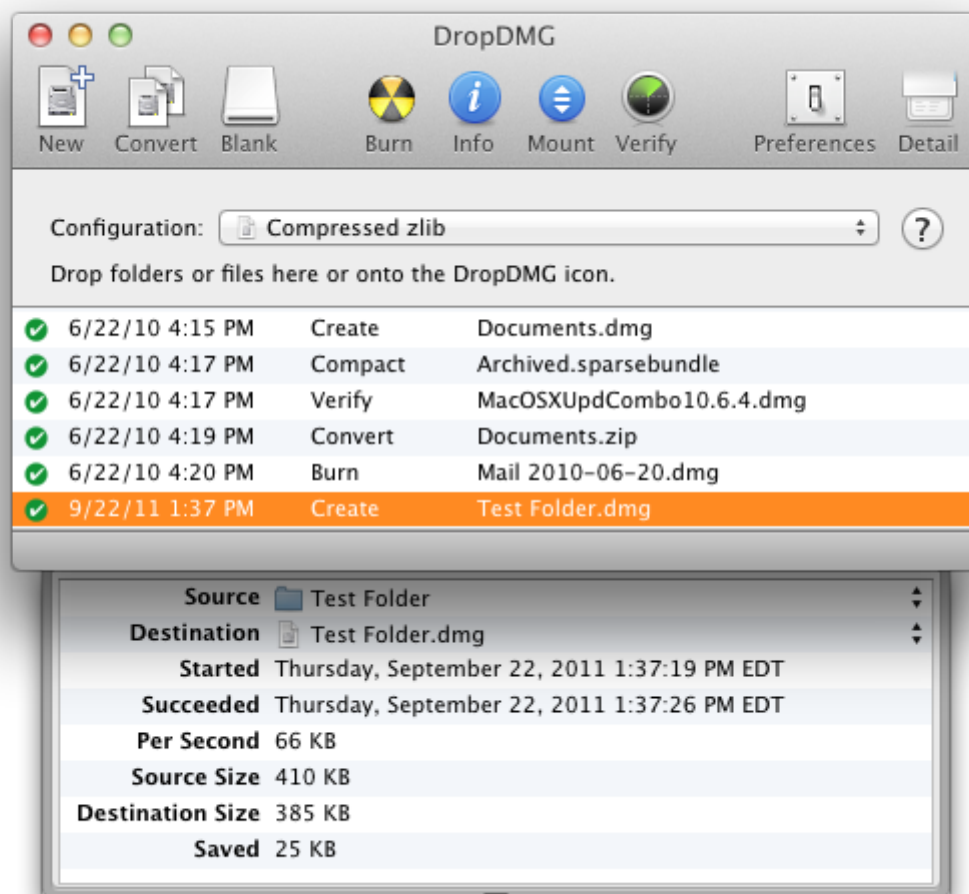 DropDMG
New Convert Blank Burn Info Mount Verify Preferences Detail
Configuration: Compressed zlib ?
Drop folders or files here or onto the DropDMG icon.
6/22/10 4:15 PM Create Documents.dmg
6/22/10 4:17 PM Compact Archived.sparsebundle
6/22/10 4:17 PM Verify MacOSXUpdCombo10.6.4.dmg
6/22/10 4:19 PM Convert Documents.zip
6/22/10 4:20 PM Burn Mail 2010-06-20.dmg
9/22/11 1:37 PM Create Test Folder.dmg
Source Test Folder
Destination Test Folder.dmg
Started Thursday, September 22, 2011 1:37:19 PM EDT
Succeeded Thursday, September 22, 2011 1:37:26 PM EDT
Per Second 66 KB
Source Size 410 KB
Destination Size 385 KB
Saved 25 KB